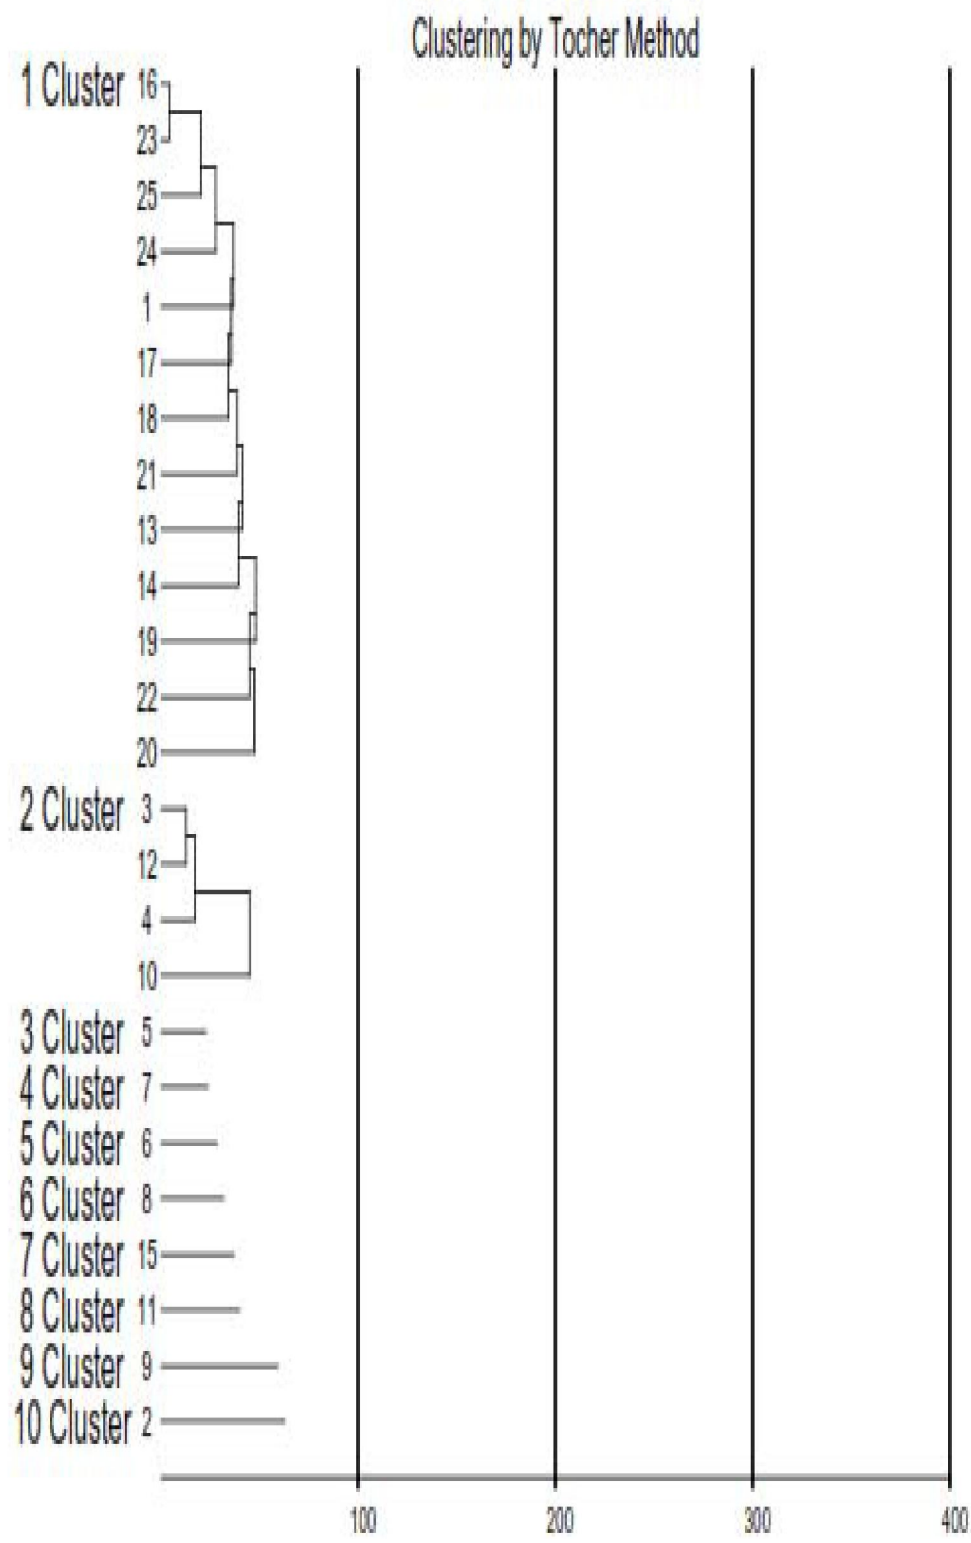 Clustering by Tocher Method
1 Cluster 16
23
25
24
1
17
18
21
13
14
19
22
20
2 Cluster 3
12
4
10
3 Cluster 5
4 Cluster 7
5 Cluster 6
6 Cluster 8
7 Cluster 15
8 Cluster 11
9 Cluster 9
10 Cluster 2
100 200 300 400